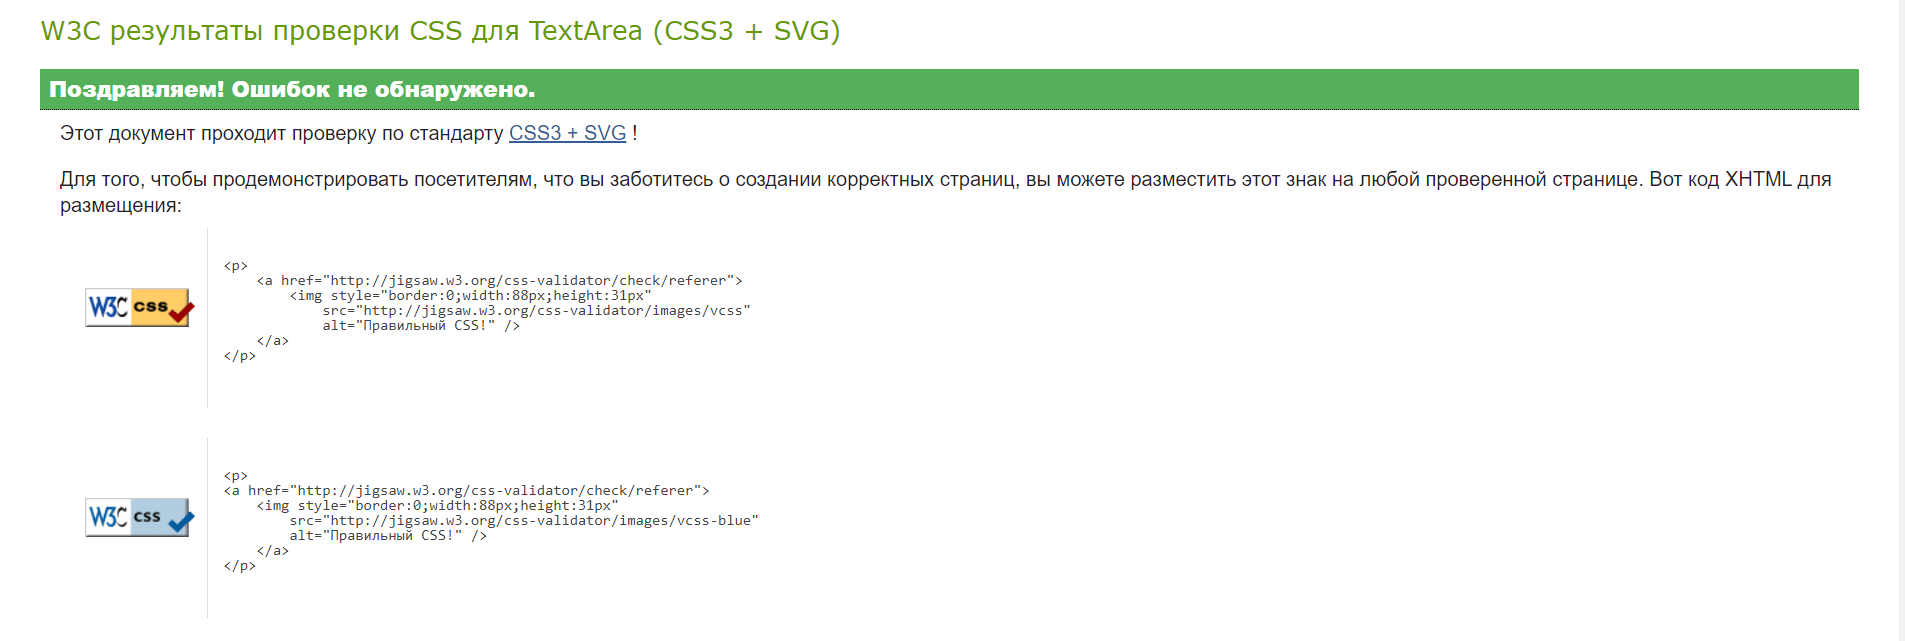 W3C результаты проверки CSS для TextArea (CSS3 + SVG)
Поздравляем! Ошибок не обнаружено.
Этот документ проходит проверку по стандарту CSS3 + SVG !
Для того, чтобы продемонстрировать посетителям, что вы заботитесь о создании корректных страниц, вы можете разместить этот знак на любой проверенной странице. Вот код XHTML для
размещения:
W3C css
<p>
    <a href="http://jigsaw.w3.org/css-validator/check/referer">
        <img style="border:0;width:88px;height:31px"
            src="http://jigsaw.w3.org/css-validator/images/vcss"
            alt="Правильный CSS!" />
    </a>
</p>
W3C css
<p>
<a href="http://jigsaw.w3.org/css-validator/check/referer">
    <img style="border:0;width:88px;height:31px"
        src="http://jigsaw.w3.org/css-validator/images/vcss-blue"
        alt="Правильный CSS!" />
    </a>
</p>